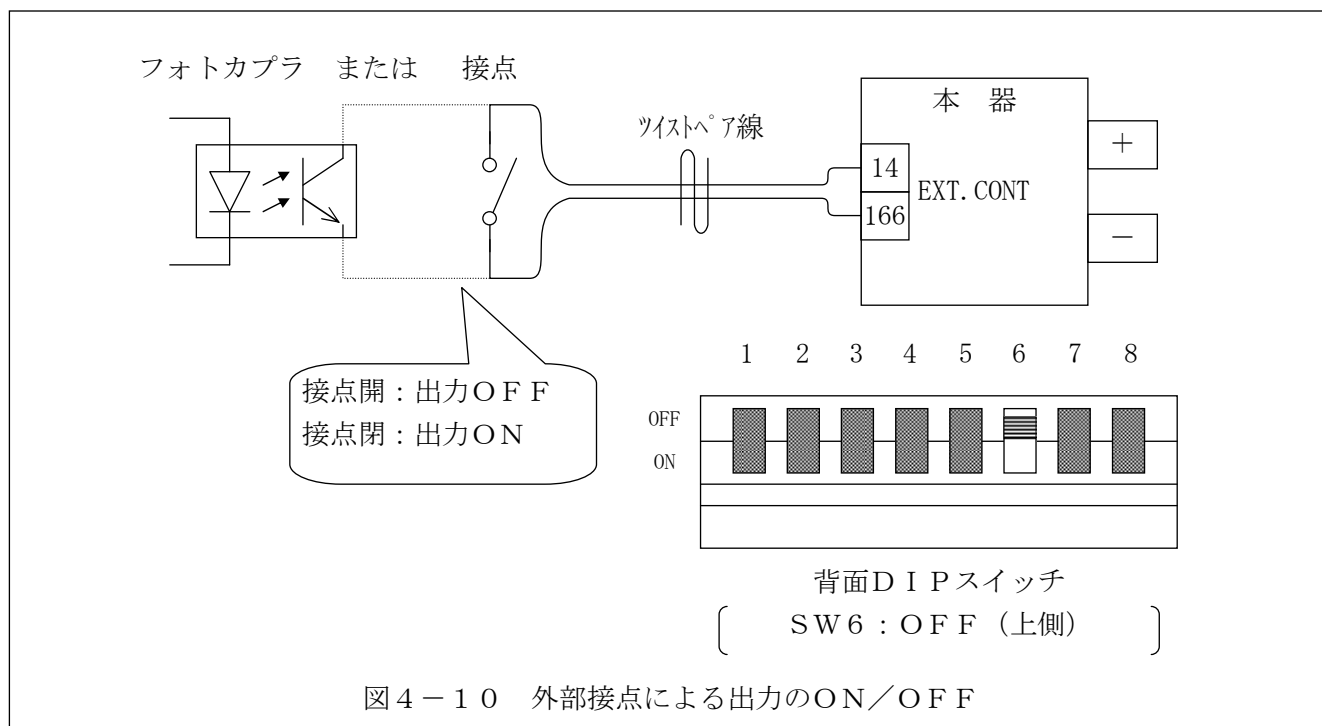 フォトカプラ または 接点
ツイストペア線
本 器
14
166
EXT.CONT
+
-
接点開：出力ＯＦＦ
接点閉：出力ＯＮ
1 2 3 4 5 6 7 8
OFF
ON
背面ＤＩＰスイッチ
ＳＷ６：ＯＦＦ（上側）
図４－１０ 外部接点による出力のＯＮ／ＯＦＦ